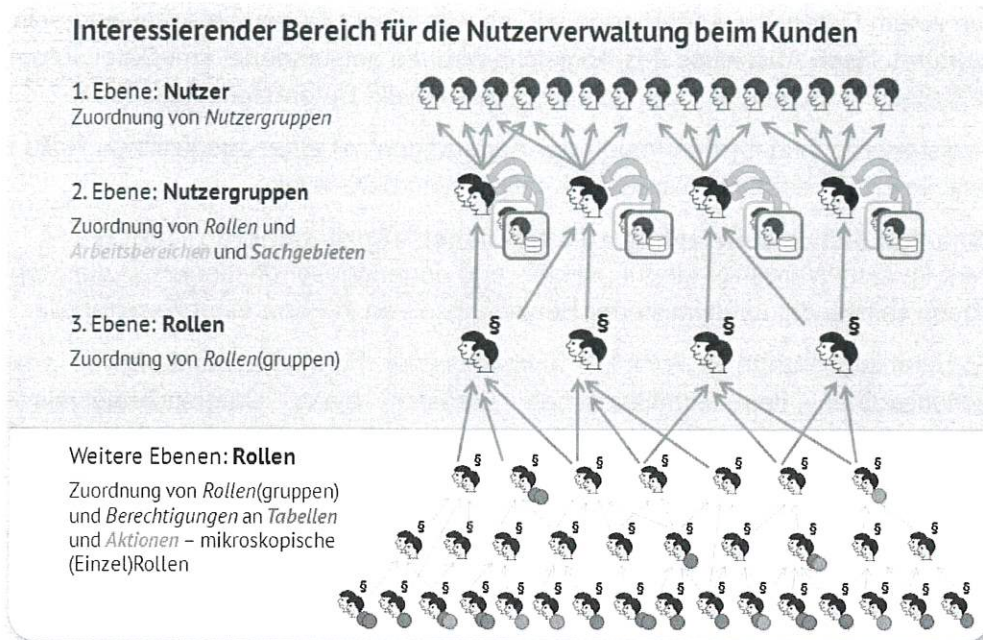 Interessierender Bereich für die Nutzerverwaltung beim Kunden
1. Ebene: Nutzer
Zuordnung von Nutzergruppen
2. Ebene: Nutzergruppen
Zuordnung von Rollen und
Arbeitsbereichen und Sachgebieten
3. Ebene: Rollen
§ § § §
Zuordnung von Rollen(gruppen)
Weitere Ebenen: Rollen
§ § § § § § §
Zuordnung von Rollen(gruppen)
und Berechtigungen an Tabellen
und Aktionen – mikroskopische
(Einzel)Rollen
§ § § § § § § §
§ § § § § § § § § § § § §